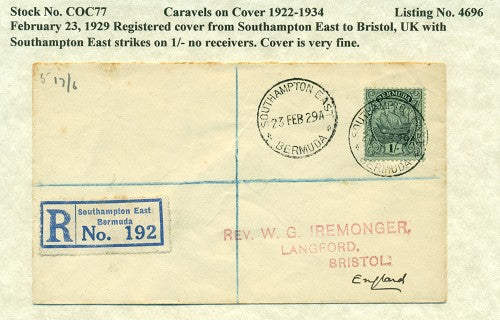 Stock No. COC77 Caravels on Cover 1922-1934 Listing No. 4696
February 23, 1929 Registered cover from Southampton East to Bristol, UK with
Southampton East strikes on 1/- no receivers. Cover is very fine.
5 17/6
SOUTHAMPTON EAST
23 FEB 29A
BERMUDA
BERMUDA
1/-
R
Southampton East
Bermuda
No. 192
REV. W. G. IREMONGER,
LANGFORD,
BRISTOL
England